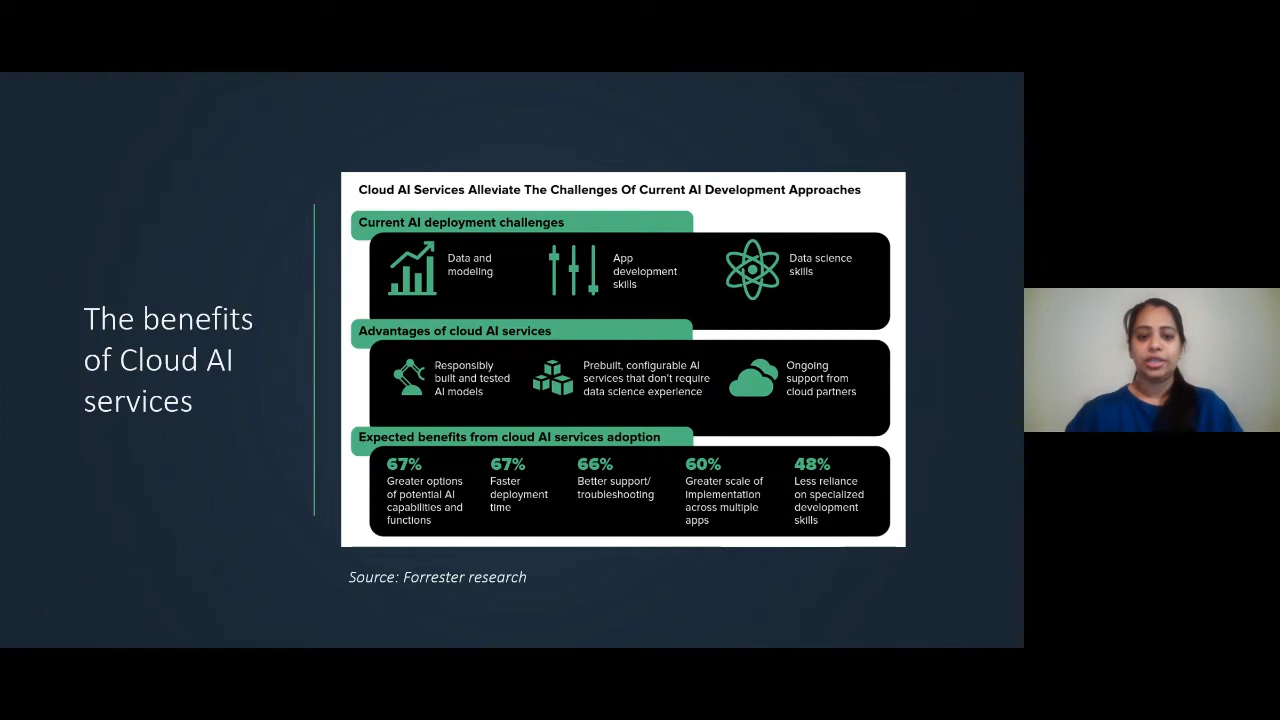 The benefits
of Cloud AI
services
Cloud AI Services Alleviate The Challenges Of Current AI Development Approaches
Current AI deployment challenges
Data and
modeling
App
development
skills
Data science
skills
Advantages of cloud AI services
Responsibly
built and tested
AI models
Prebuilt, configurable AI
services that don't require
data science experience
Ongoing
support from
cloud partners
Expected benefits from cloud AI services adoption
67%
Greater options
of potential AI
capabilities and
functions
67%
Faster
deployment
time
66%
Better support/
troubleshooting
60%
Greater scale of
implementation
across multiple
apps
48%
Less reliance
on specialized
development
skills
Source: Forrester research